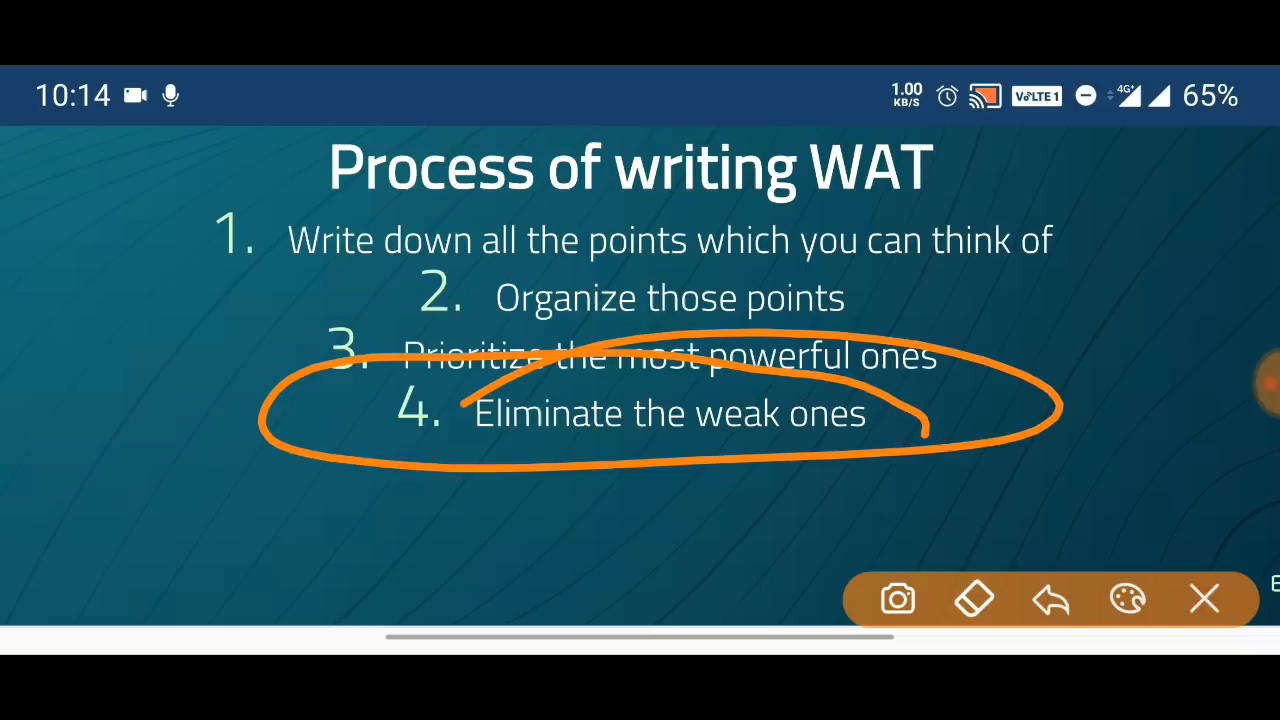 10:14 1.00 KB/S VoLTE 1 4G+ 65%
Process of writing WAT
1. Write down all the points which you can think of
2. Organize those points
3. Prioritize the most powerful ones
4. Eliminate the weak ones